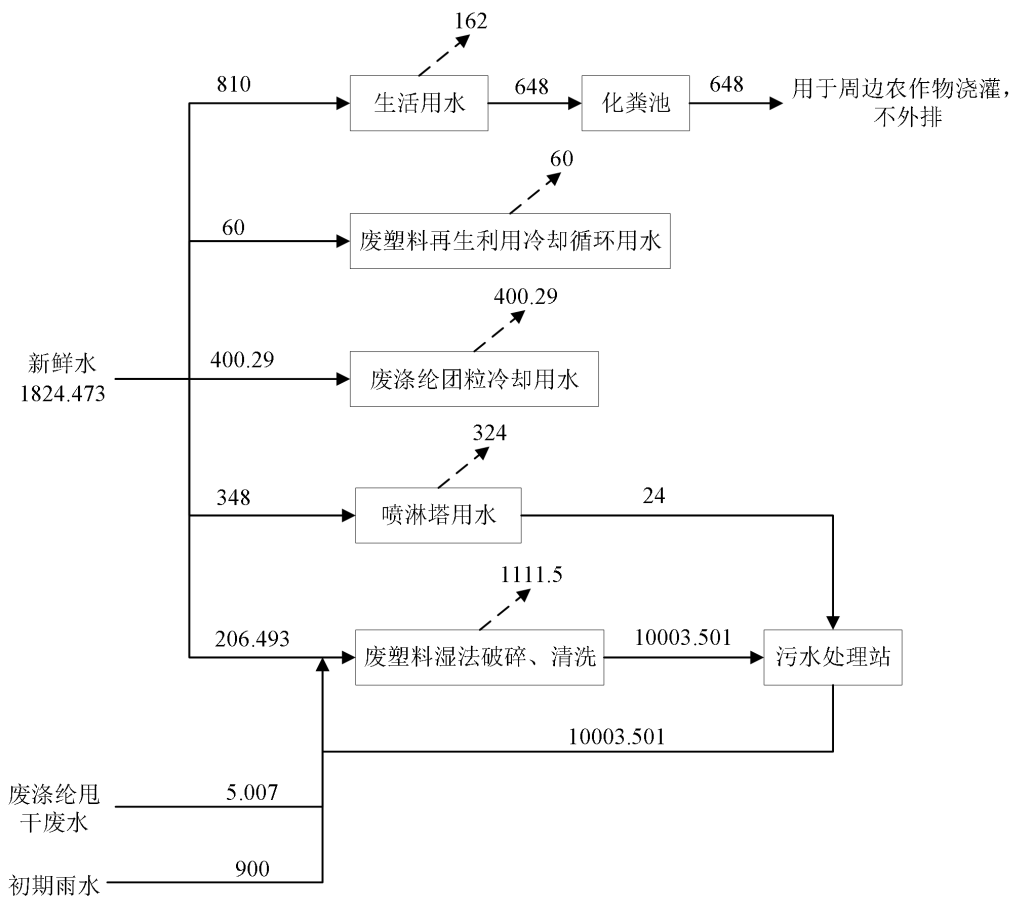 162
810
生活用水
648
化粪池
648
用于周边农作物浇灌，
不外排
60
60
废塑料再生利用冷却循环用水
400.29
新鲜水
1824.473
400.29
废涤纶团粒冷却用水
324
348
喷淋塔用水
24
1111.5
206.493
废塑料湿法破碎、清洗
10003.501
污水处理站
10003.501
废涤纶甩
干废水
5.007
初期雨水
900